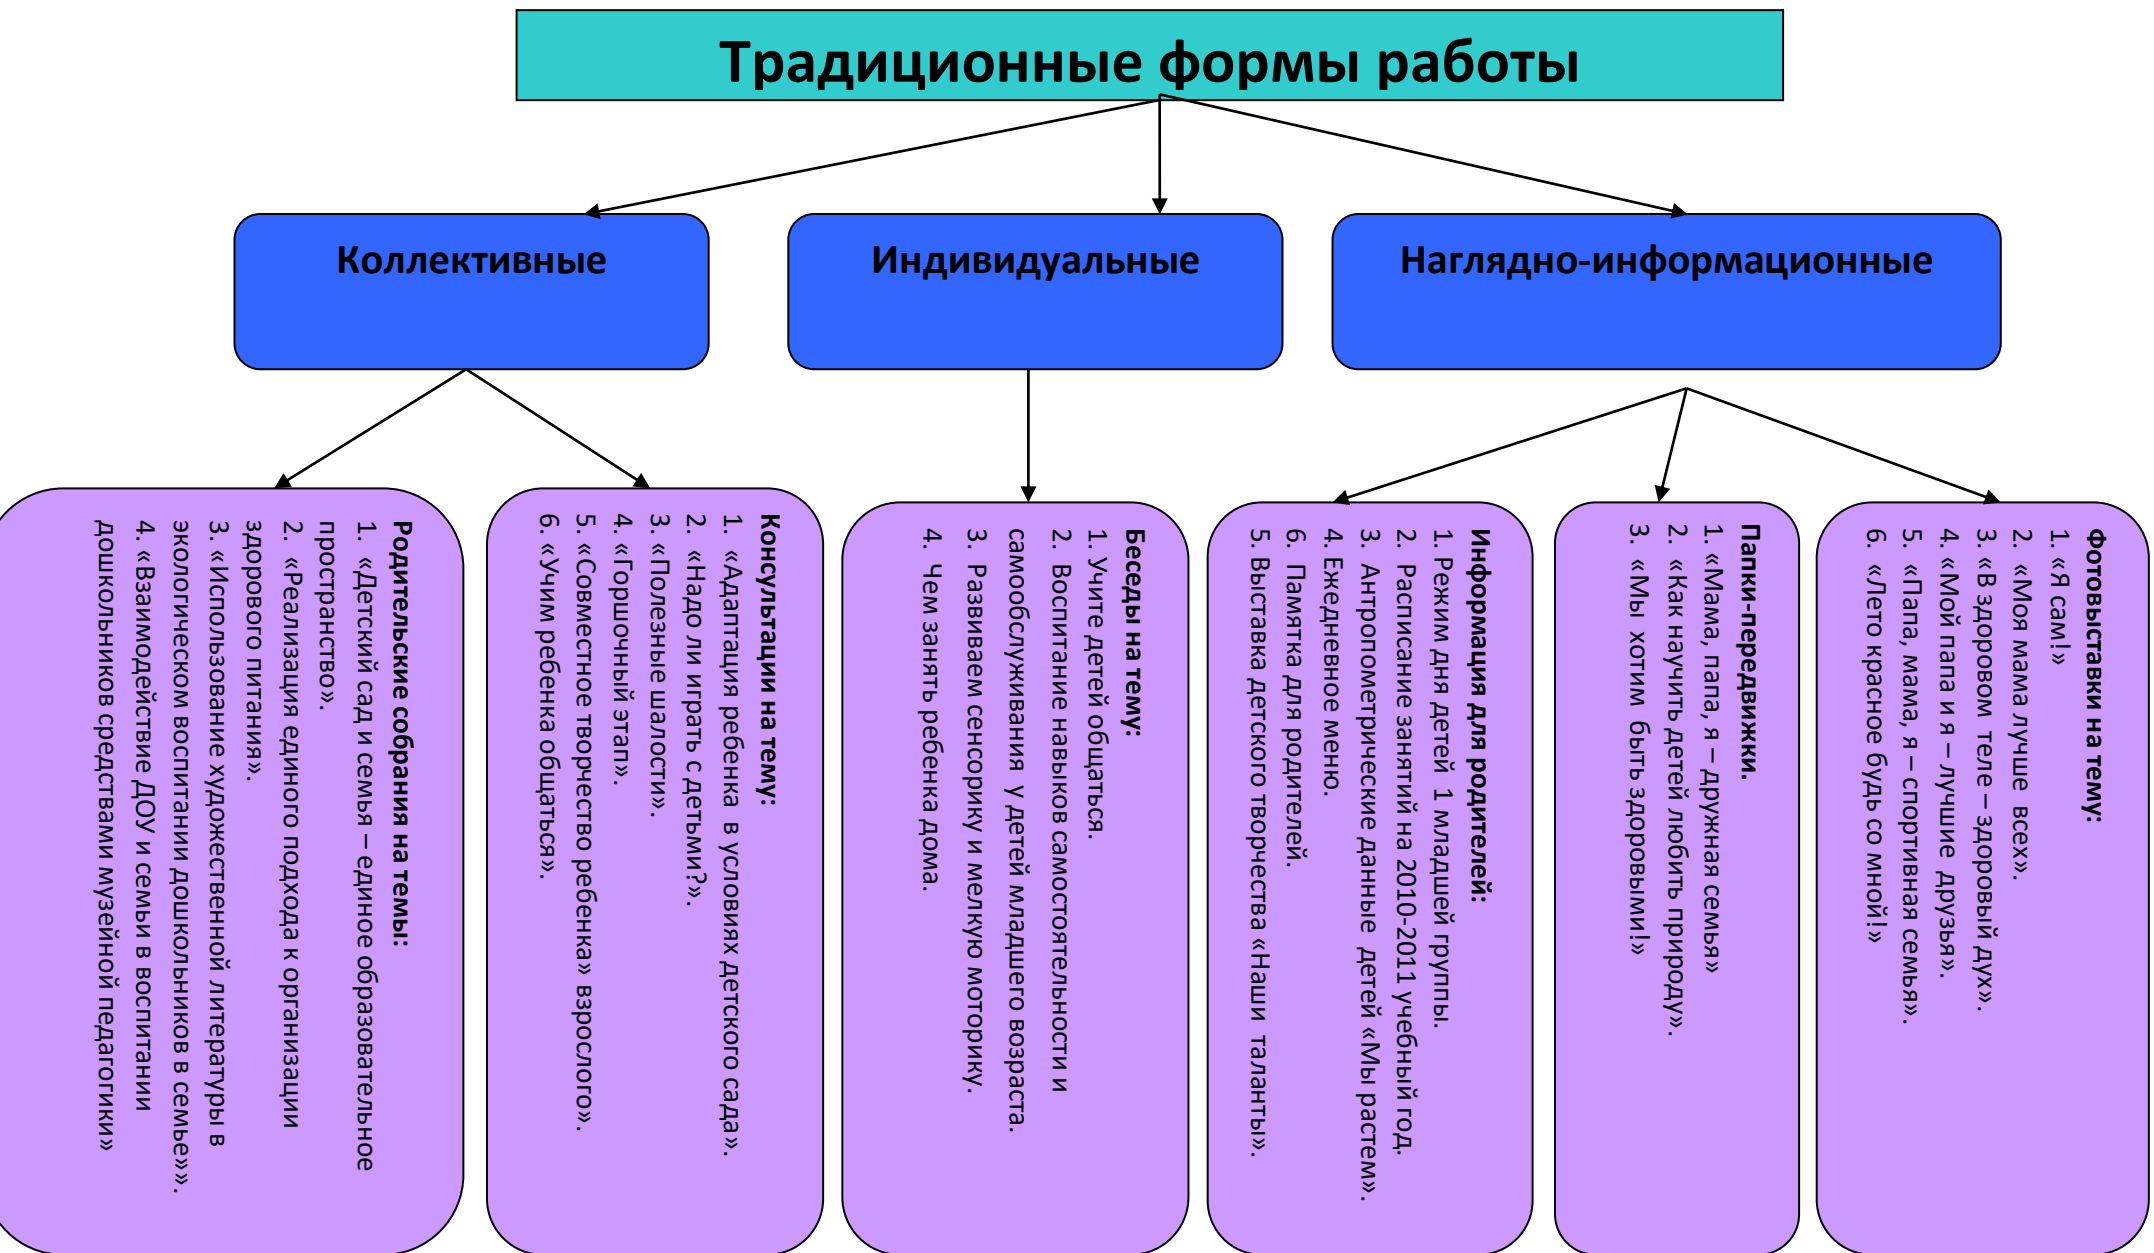 Традиционные формы работы
Коллективные
Индивидуальные
Наглядно-информационные
Родительские собрания на темы:
1. «Детский сад и семья – единое образовательное
пространство».
2. «Реализация единого подхода к организации
здорового питания».
3. «Использование художественной литературы в
экологическом воспитании дошкольников в семье»».
4. «Взаимодействие ДОУ и семьи в воспитании
дошкольников средствами музейной педагогики»
Консультации на тему:
1. «Адаптация ребенка в условиях детского сада».
2. «Надо ли играть с детьми?».
3. «Полезные шалости».
4. «Горшочный этап».
5. «Совместное творчество ребенка» взрослого».
6. «Учим ребенка общаться».
Беседы на тему:
1. Учите детей общаться.
2. Воспитание навыков самостоятельности и
самообслуживания у детей младшего возраста.
3. Развиваем сенсорику и мелкую моторику.
4. Чем занять ребенка дома.
Информация для родителей:
1. Режим дня детей 1 младшей группы.
2. Расписание занятий на 2010-2011 учебный год.
3. Антропометрические данные детей «Мы растем».
4. Ежедневное меню.
6. Памятка для родителей.
5. Выставка детского творчества «Наши таланты».
Папки-передвижки.
1. «Мама, папа, я – дружная семья»
2. «Как научить детей любить природу».
3. «Мы хотим быть здоровыми!»
Фотовыставки на тему:
1. «Я сам!»
2. «Моя мама лучше всех».
3. «В здоровом теле – здоровый дух».
4. «Мой папа и я – лучшие друзья».
5. «Папа, мама, я – спортивная семья».
6. «Лето красное будь со мной!»